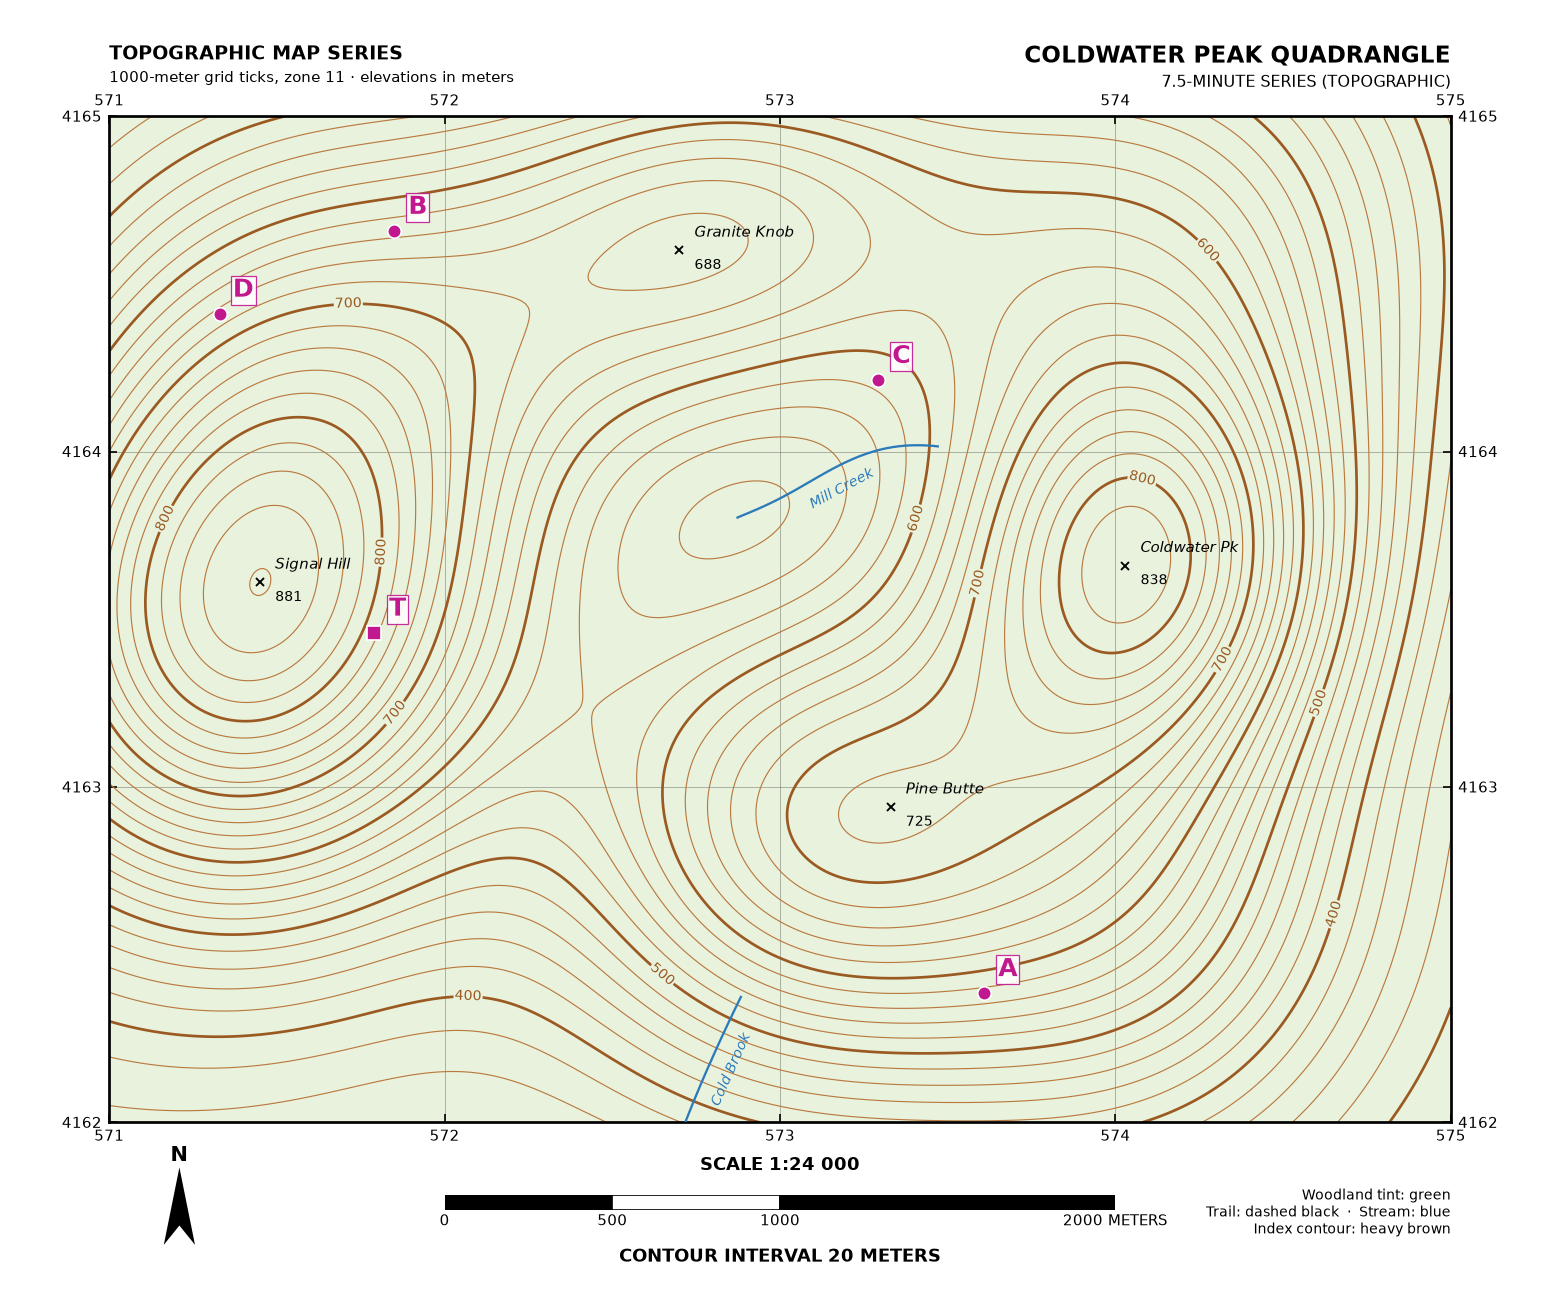 TOPOGRAPHIC MAP SERIES
1000-meter grid ticks, zone 11 · elevations in meters
COLDWATER PEAK QUADRANGLE
7.5-MINUTE SERIES (TOPOGRAPHIC)
571 572 573 574 575
4165 4165
B
Granite Knob
688
600
D
700
C
4164 4164
800
Mill Creek
800
600
800
Signal Hill
881
Coldwater Pk
838
700
T
700
700
500
4163 4163
Pine Butte
725
400
A
500
400
Cold Brook
4162 4162
571 572 573 574 575
N
SCALE 1:24 000
0 500 1000 2000 METERS
CONTOUR INTERVAL 20 METERS
Woodland tint: green
Trail: dashed black · Stream: blue
Index contour: heavy brown